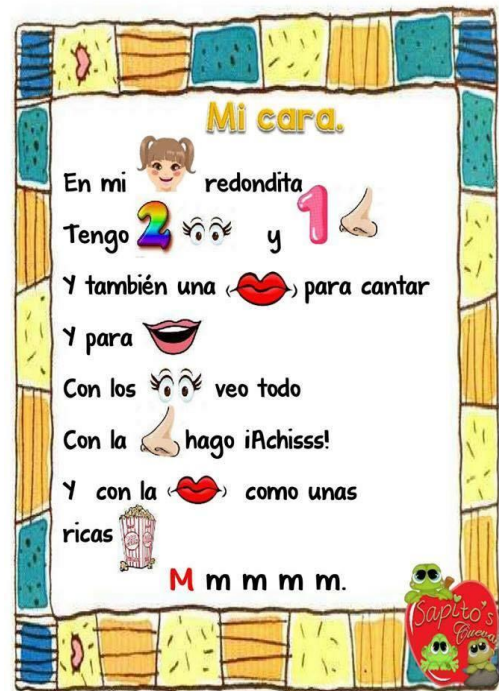 Mi cara.
En mi redondita
Tengo 2 y 1
Y también una para cantar
Y para
Con los veo todo
Con la hago ¡Achisss!
Y con la como unas
ricas
M m m m m.
Sapito's
Cueva